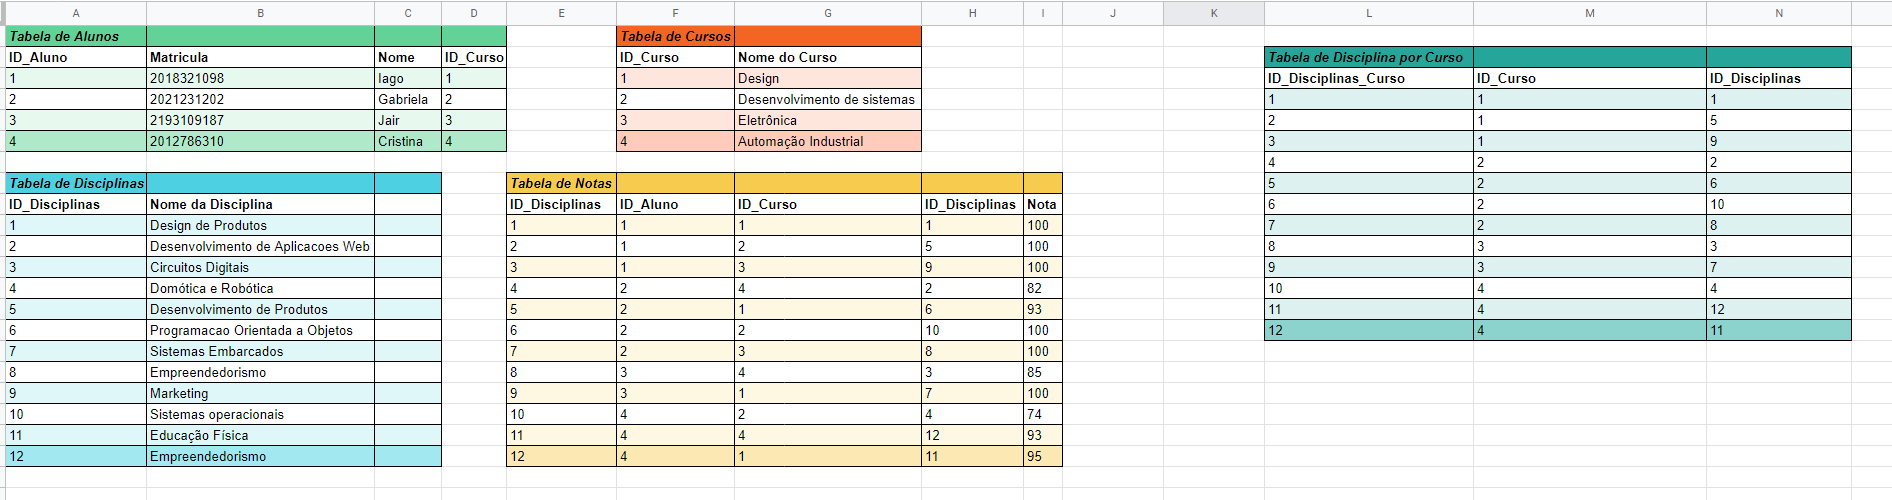 A B C D E F G H I J K L M N
Tabela de Alunos
ID_Aluno Matricula Nome ID_Curso
1 2018321098 Iago 1
2 2021231202 Gabriela 2
3 2193109187 Jair 3
4 2012786310 Cristina 4
Tabela de Cursos
ID_Curso Nome do Curso
1 Design
2 Desenvolvimento de sistemas
3 Eletrônica
4 Automação Industrial
Tabela de Disciplina por Curso
ID_Disciplinas_Curso ID_Curso ID_Disciplinas
1 1 1
2 1 5
3 1 9
4 2 2
5 2 6
6 2 10
7 2 8
8 3 3
9 3 7
10 4 4
11 4 12
12 4 11
Tabela de Disciplinas
ID_Disciplinas Nome da Disciplina
1 Design de Produtos
2 Desenvolvimento de Aplicacoes Web
3 Circuitos Digitais
4 Domótica e Robótica
5 Desenvolvimento de Produtos
6 Programacao Orientada a Objetos
7 Sistemas Embarcados
8 Empreendedorismo
9 Marketing
10 Sistemas operacionais
11 Educação Física
12 Empreendedorismo
Tabela de Notas
ID_Disciplinas ID_Aluno ID_Curso ID_Disciplinas Nota
1 1 1 1 100
2 1 2 5 100
3 1 3 9 100
4 2 4 2 82
5 2 1 6 93
6 2 2 10 100
7 2 3 8 100
8 3 4 3 85
9 3 1 7 100
10 4 2 4 74
11 4 4 12 93
12 4 1 11 95